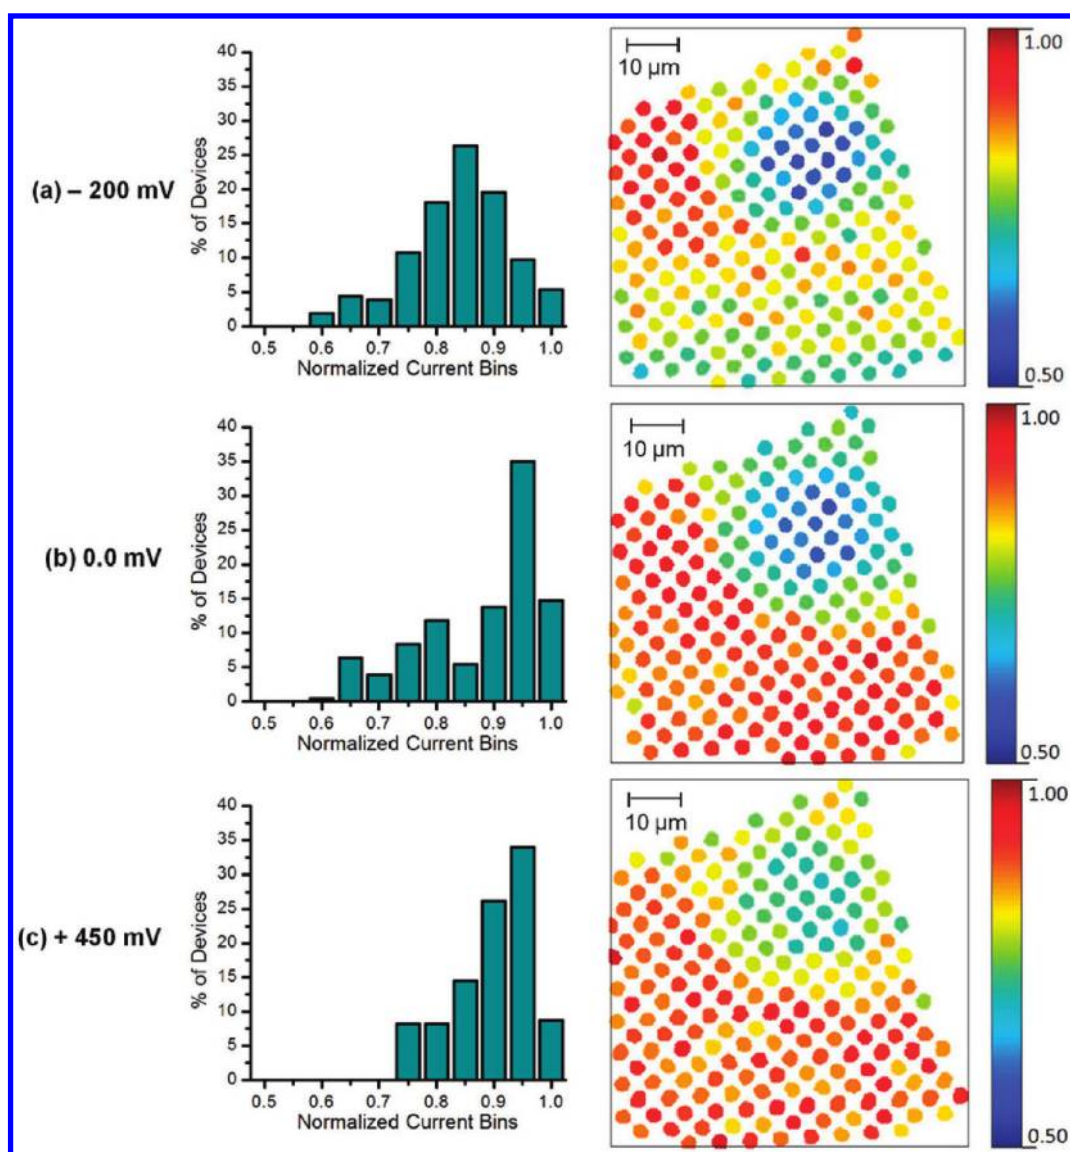 (a) – 200 mV
% of Devices
40
35
30
25
20
15
10
5
0
0.5 0.6 0.7 0.8 0.9 1.0
Normalized Current Bins
10 µm
1.00
0.50
(b) 0.0 mV
% of Devices
40
35
30
25
20
15
10
5
0
0.5 0.6 0.7 0.8 0.9 1.0
Normalized Current Bins
10 µm
1.00
0.50
(c) + 450 mV
% of Devices
40
35
30
25
20
15
10
5
0
0.5 0.6 0.7 0.8 0.9 1.0
Normalized Current Bins
10 µm
1.00
0.50